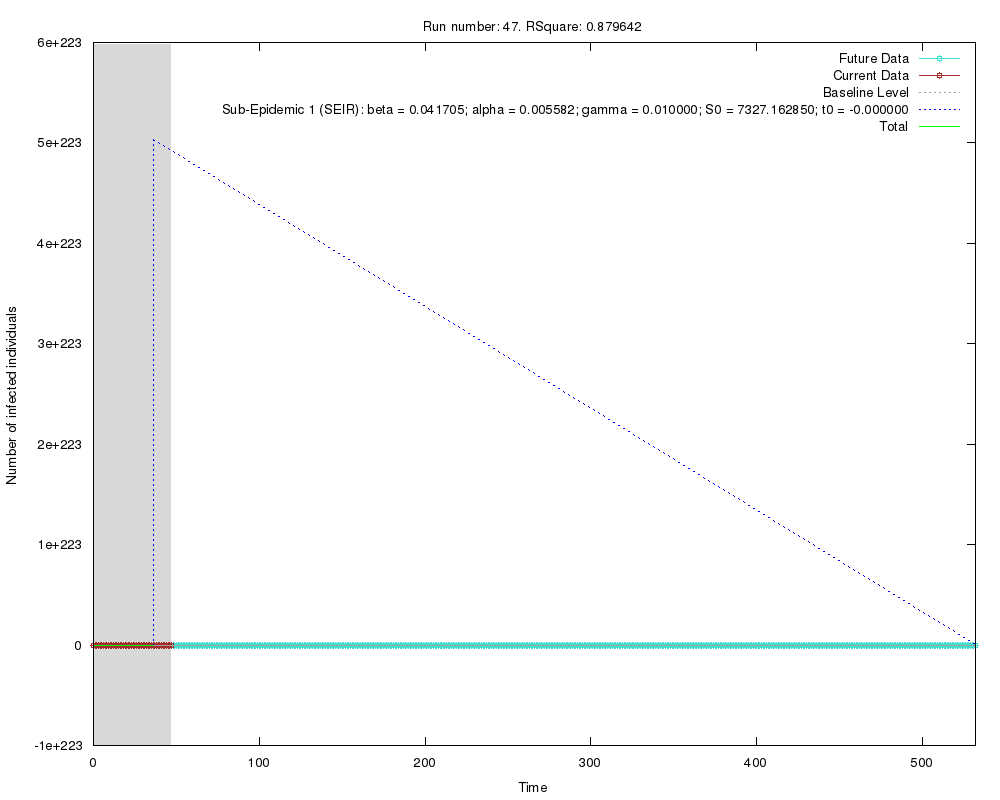 Run number: 47. RSquare: 0.879642
6e+223
5e+223
4e+223
3e+223
2e+223
1e+223
0
-1e+223
Number of infected individuals
Future Data
Current Data
Baseline Level
Sub-Epidemic 1 (SEIR): beta = 0.041705; alpha = 0.005582; gamma = 0.010000; S0 = 7327.162850; t0 = -0.000000
Total
0 100 200 300 400 500
Time